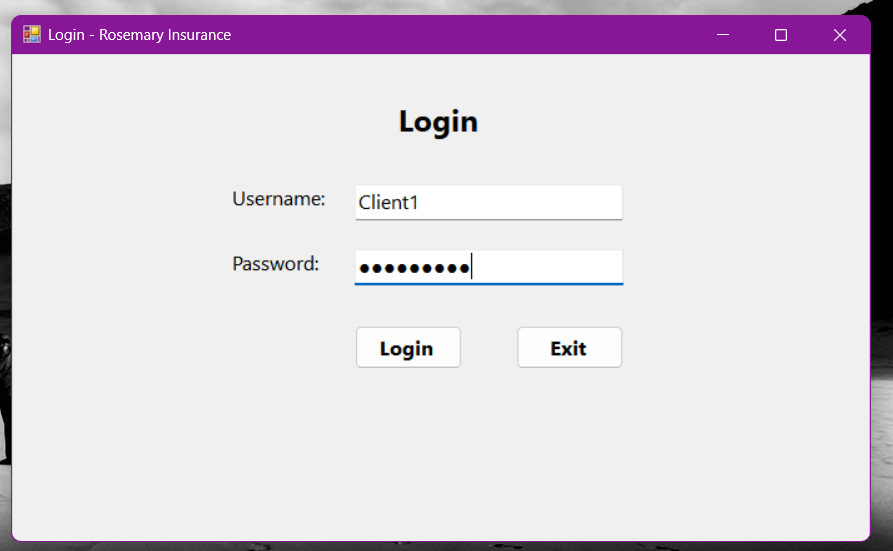 Login - Rosemary Insurance
Login
Username: Client1
Password: ●●●●●●●●●
Login Exit